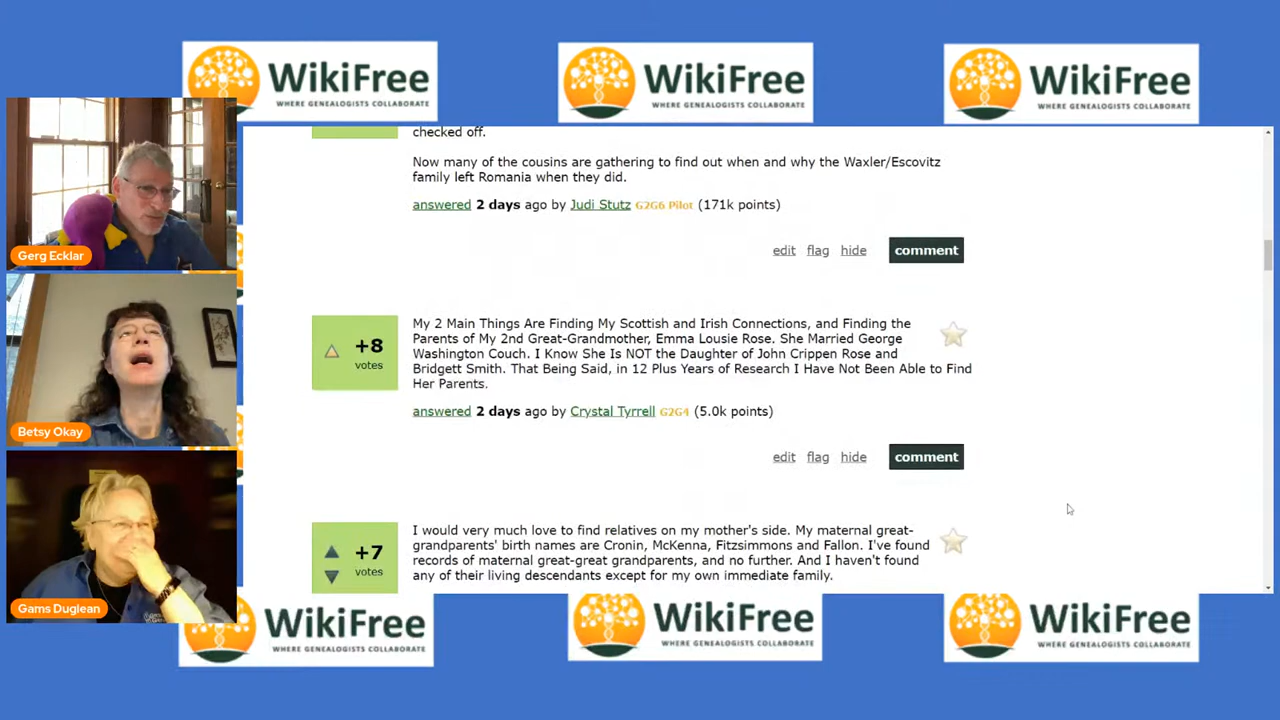 WikiFree
WHERE GENEALOGISTS COLLABORATE
WikiFree
WHERE GENEALOGISTS COLLABORATE
WikiFree
WHERE GENEALOGISTS COLLABORATE
Gerg Ecklar
Betsy Okay
Gams Duglean
checked off.
Now many of the cousins are gathering to find out when and why the Waxler/Escovitz
family left Romania when they did.
answered 2 days ago by Judi Stutz G2G6 Pilot (171k points)
edit flag hide comment
+8
votes
My 2 Main Things Are Finding My Scottish and Irish Connections, and Finding the
Parents of My 2nd Great-Grandmother, Emma Lousie Rose. She Married George
Washington Couch. I Know She Is NOT the Daughter of John Crippen Rose and
Bridgett Smith. That Being Said, in 12 Plus Years of Research I Have Not Been Able to Find
Her Parents.
answered 2 days ago by Crystal Tyrrell G2G4 (5.0k points)
edit flag hide comment
+7
votes
I would very much love to find relatives on my mother's side. My maternal great-
grandparents' birth names are Cronin, McKenna, Fitzsimmons and Fallon. I've found
records of maternal great-great grandparents, and no further. And I haven't found
any of their living descendants except for my own immediate family.
WikiFree
WHERE GENEALOGISTS COLLABORATE
WikiFree
WHERE GENEALOGISTS COLLABORATE
WikiFree
WHERE GENEALOGISTS COLLABORATE